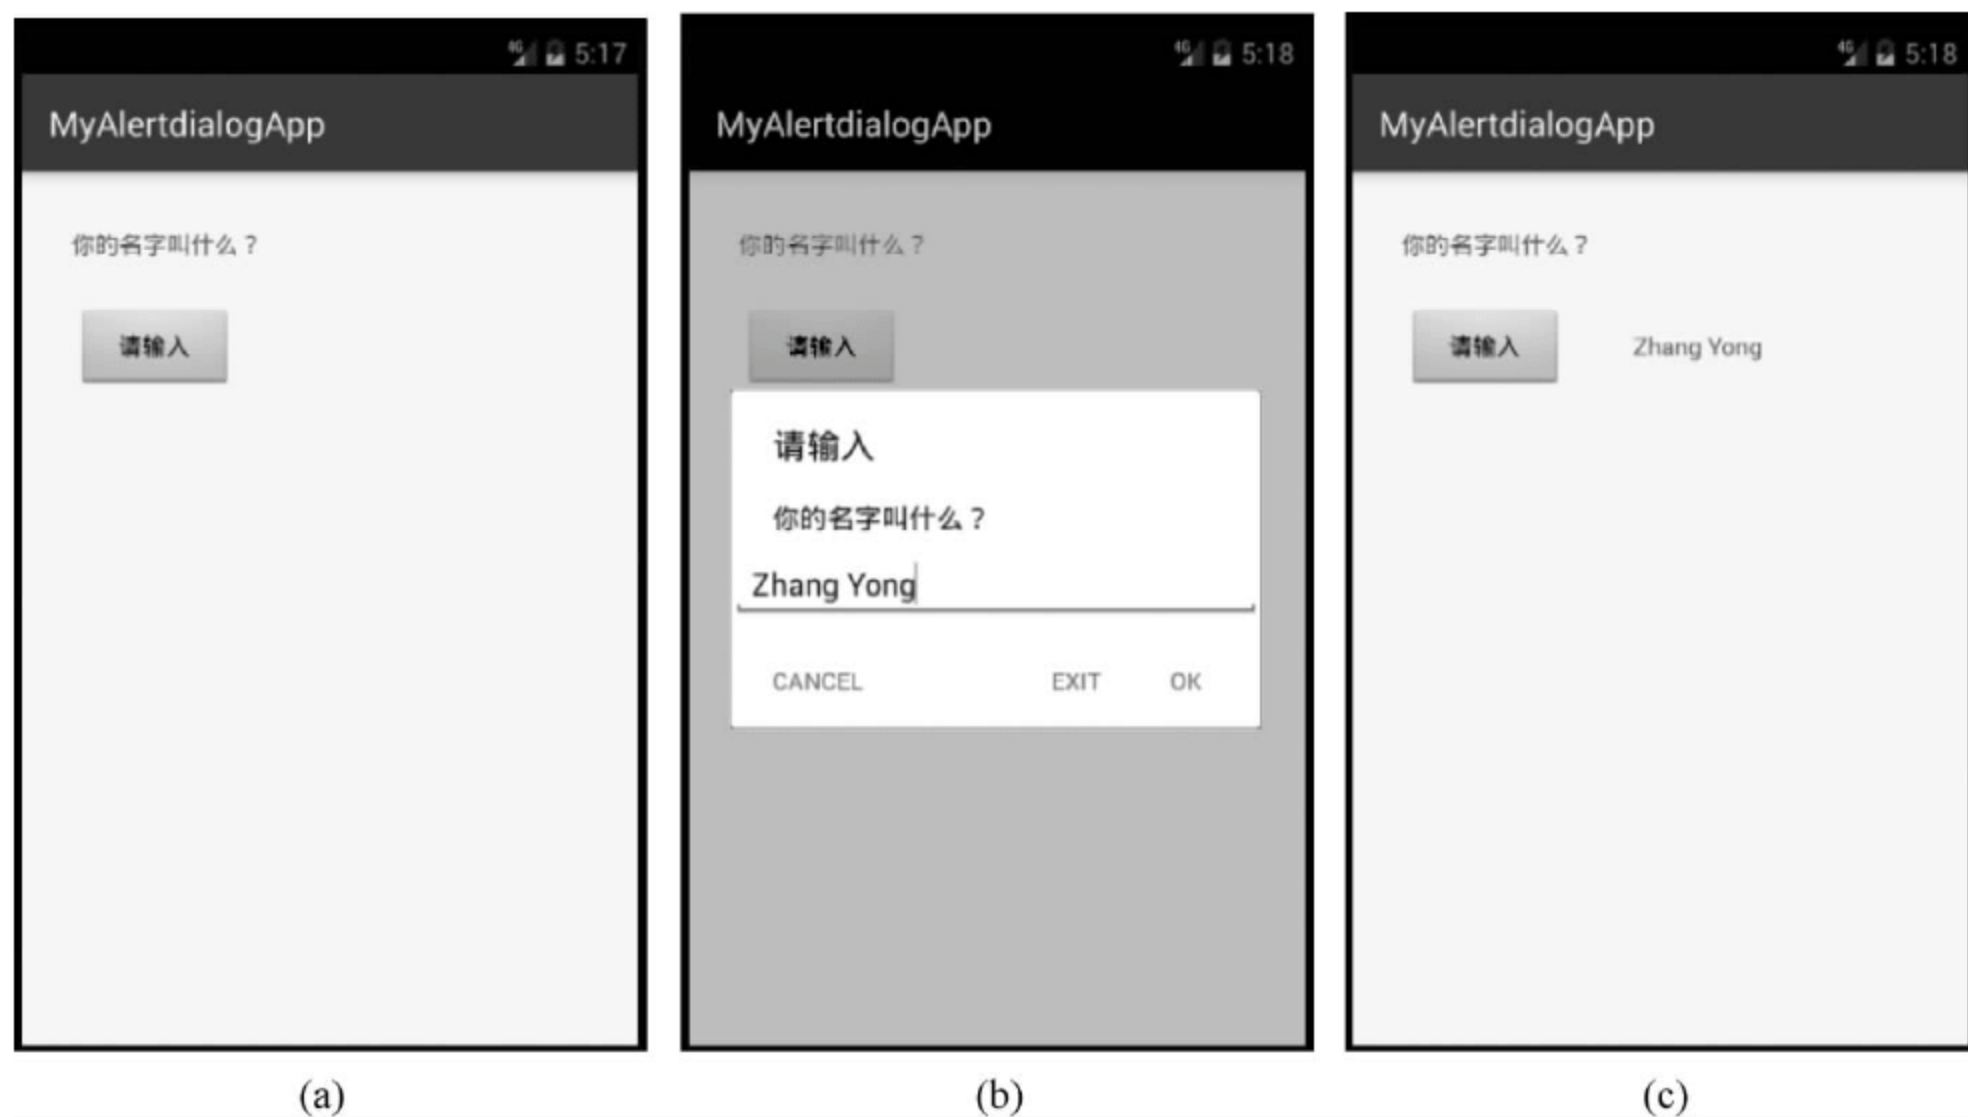 5:17
MyAlertdialogApp
你的名字叫什么？
请输入
(a)
5:18
MyAlertdialogApp
你的名字叫什么？
请输入
请输入
你的名字叫什么？
Zhang Yong
CANCEL EXIT OK
(b)
5:18
MyAlertdialogApp
你的名字叫什么？
请输入 Zhang Yong
(c)